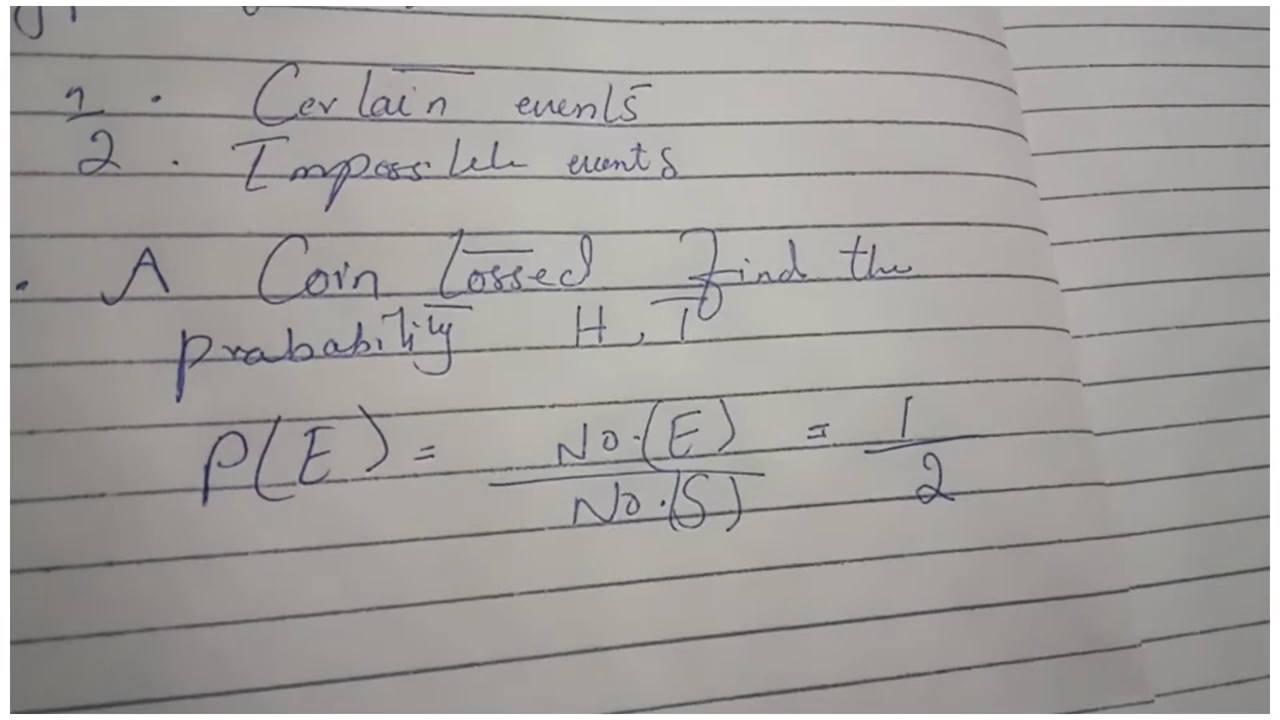 1. Certain events
2. Impossible events
. A Coin Tossed Find the
probability H, T
P(E) = No.(E) / No.(S) = 1 / 2